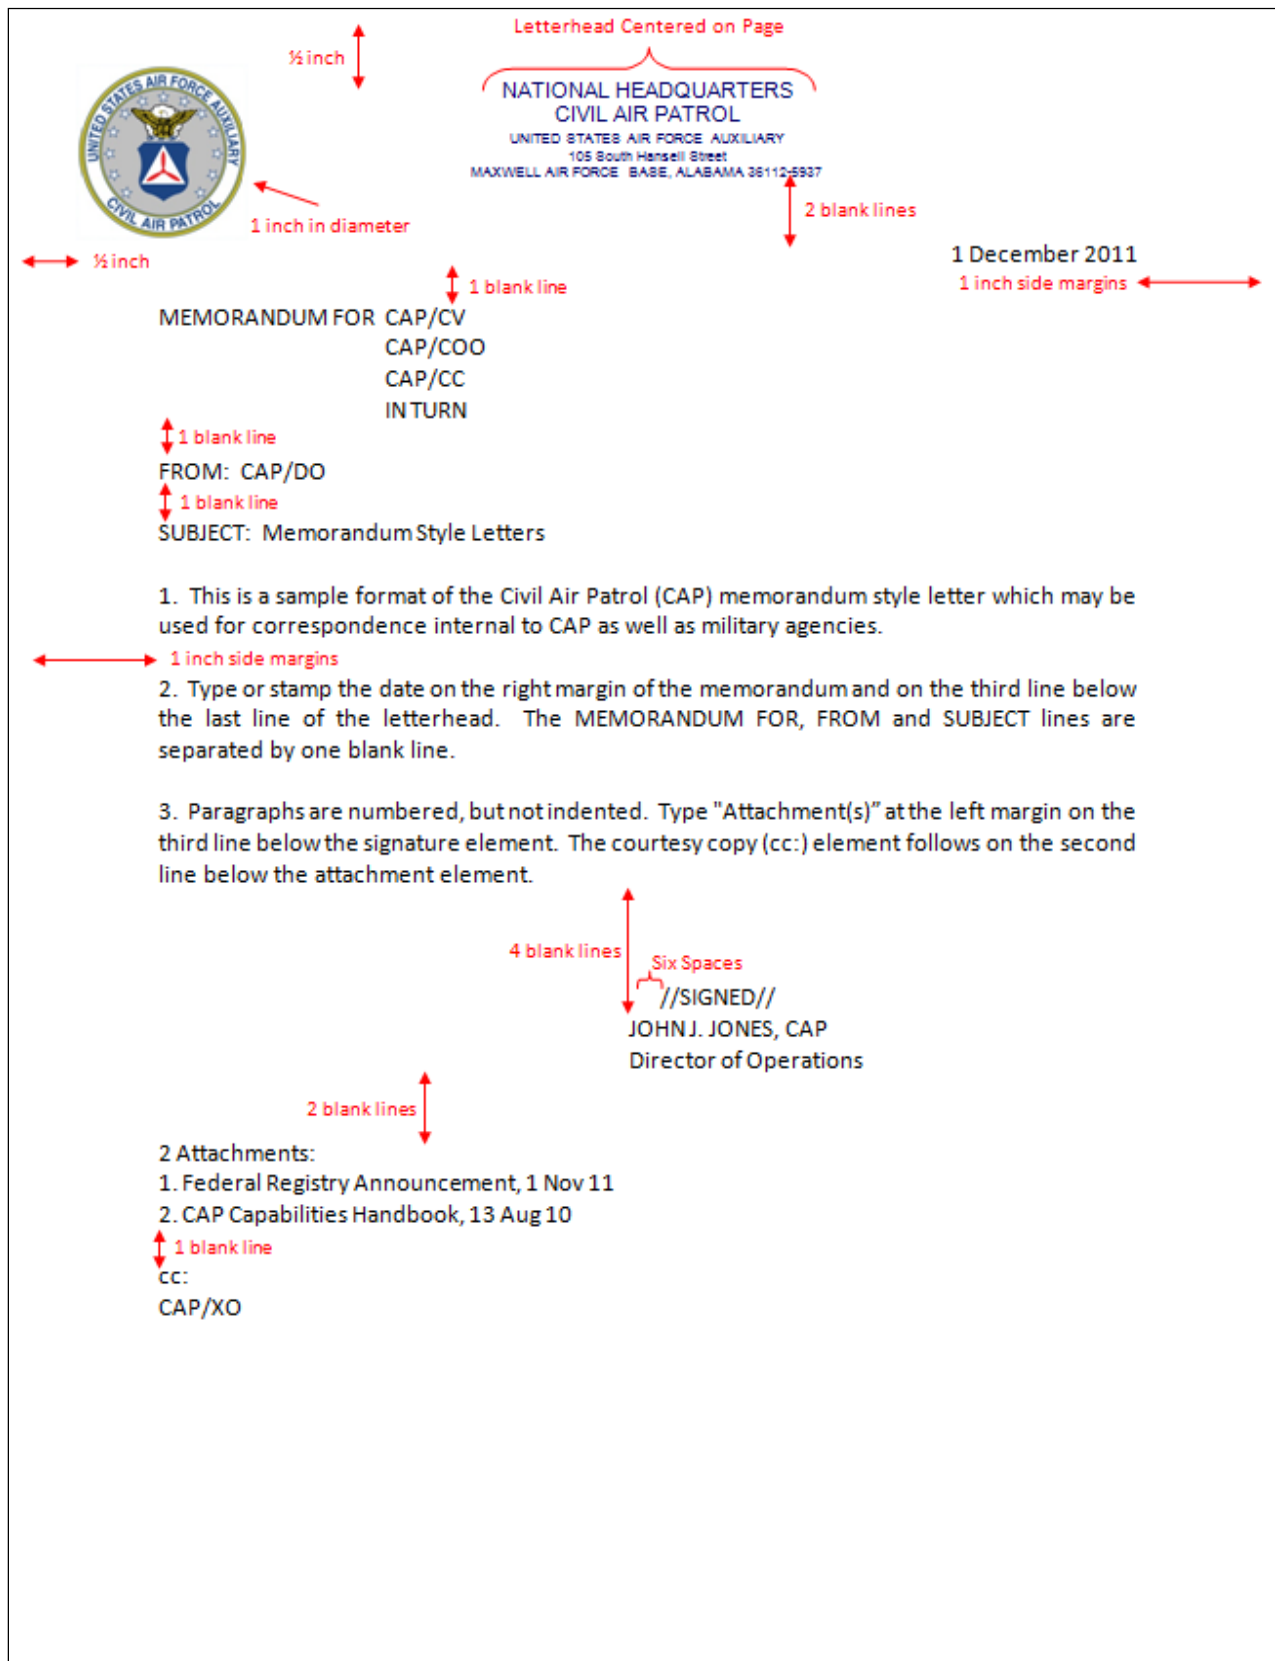 Letterhead Centered on Page
½ inch
NATIONAL HEADQUARTERS
CIVIL AIR PATROL
UNITED STATES AIR FORCE AUXILIARY
105 South Hansell Street
MAXWELL AIR FORCE BASE, ALABAMA 36112-5937
UNITED STATES AIR FORCE AUXILIARY
CIVIL AIR PATROL
1 inch in diameter
2 blank lines
½ inch
1 December 2011
1 blank line
1 inch side margins
MEMORANDUM FOR CAP/CV
CAP/COO
CAP/CC
IN TURN
1 blank line
FROM: CAP/DO
1 blank line
SUBJECT: Memorandum Style Letters
1. This is a sample format of the Civil Air Patrol (CAP) memorandum style letter which may be
used for correspondence internal to CAP as well as military agencies.
1 inch side margins
2. Type or stamp the date on the right margin of the memorandum and on the third line below
the last line of the letterhead. The MEMORANDUM FOR, FROM and SUBJECT lines are
separated by one blank line.
3. Paragraphs are numbered, but not indented. Type "Attachment(s)” at the left margin on the
third line below the signature element. The courtesy copy (cc:) element follows on the second
line below the attachment element.
4 blank lines
Six Spaces
//SIGNED//
JOHN J. JONES, CAP
Director of Operations
2 blank lines
2 Attachments:
1. Federal Registry Announcement, 1 Nov 11
2. CAP Capabilities Handbook, 13 Aug 10
1 blank line
cc:
CAP/XO